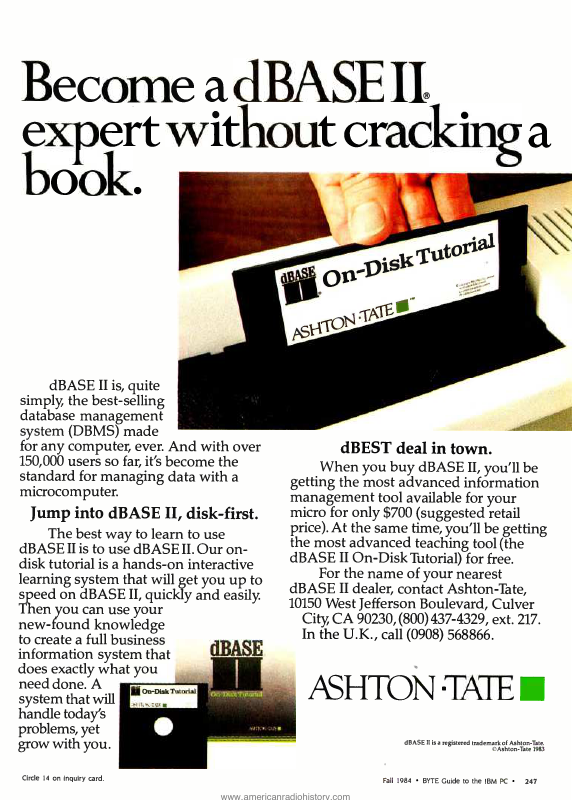 Become a dBASE II®
expert without cracking a
book.
dBASE
II® On-Disk Tutorial
ASHTON·TATE ™
dBASE II is, quite
simply, the best-selling
database management
system (DBMS) made
for any computer, ever. And with over
150,000 users so far, it's become the
standard for managing data with a
microcomputer.
Jump into dBASE II, disk-first.
The best way to learn to use
dBASE II is to use dBASE II. Our on-
disk tutorial is a hands-on interactive
learning system that will get you up to
speed on dBASE II, quickly and easily.
Then you can use your
new-found knowledge
to create a full business
information system that
does exactly what you
need done. A
system that will
handle today's
problems, yet
grow with you.
On-Disk Tutorial
dBASE
II
On-Disk Tutorial
ASHTON·TATE
dBEST deal in town.
When you buy dBASE II, you'll be
getting the most advanced information
management tool available for your
micro for only $700 (suggested retail
price). At the same time, you'll be getting
the most advanced teaching tool (the
dBASE II On-Disk Tutorial) for free.
For the name of your nearest
dBASE II dealer, contact Ashton-Tate,
10150 West Jefferson Boulevard, Culver
City, CA 90230, (800) 437-4329, ext. 217.
In the U.K., call (0908) 568866.
ASHTON·TATE
dBASE II is a registered trademark of Ashton-Tate.
©Ashton-Tate 1983
Circle 14 on inquiry card.
Fall 1984 • BYTE Guide to the IBM PC • 247
www.americanradiohistory.com